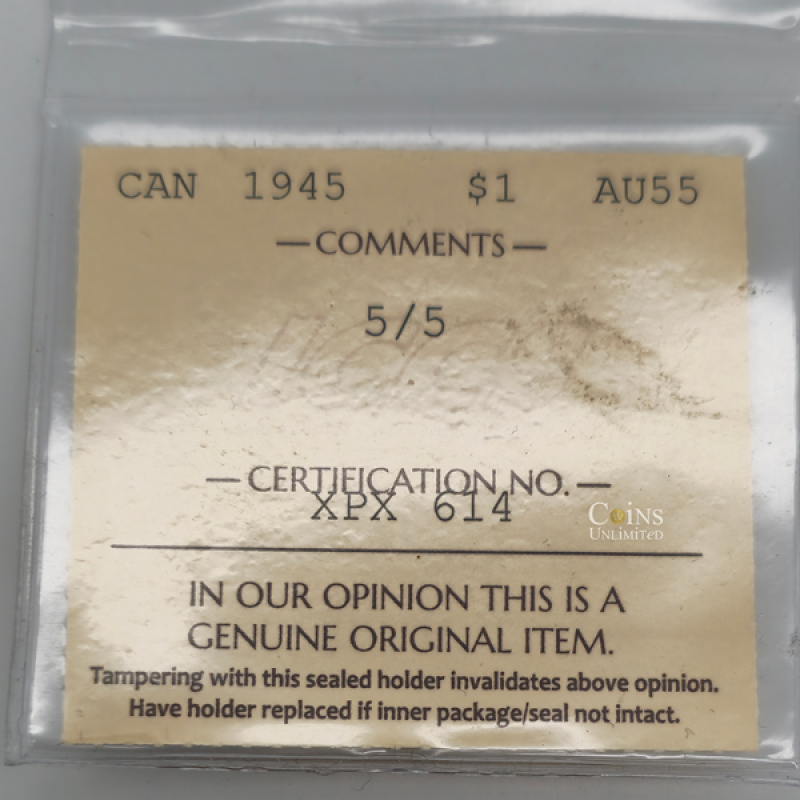 CAN 1945 $1 AU55
—COMMENTS—
5/5
—CERTIFICATION NO.—
XPX 614
COiNS
UNLiMiTeD
IN OUR OPINION THIS IS A
GENUINE ORIGINAL ITEM.
Tampering with this sealed holder invalidates above opinion.
Have holder replaced if inner package/seal not intact.